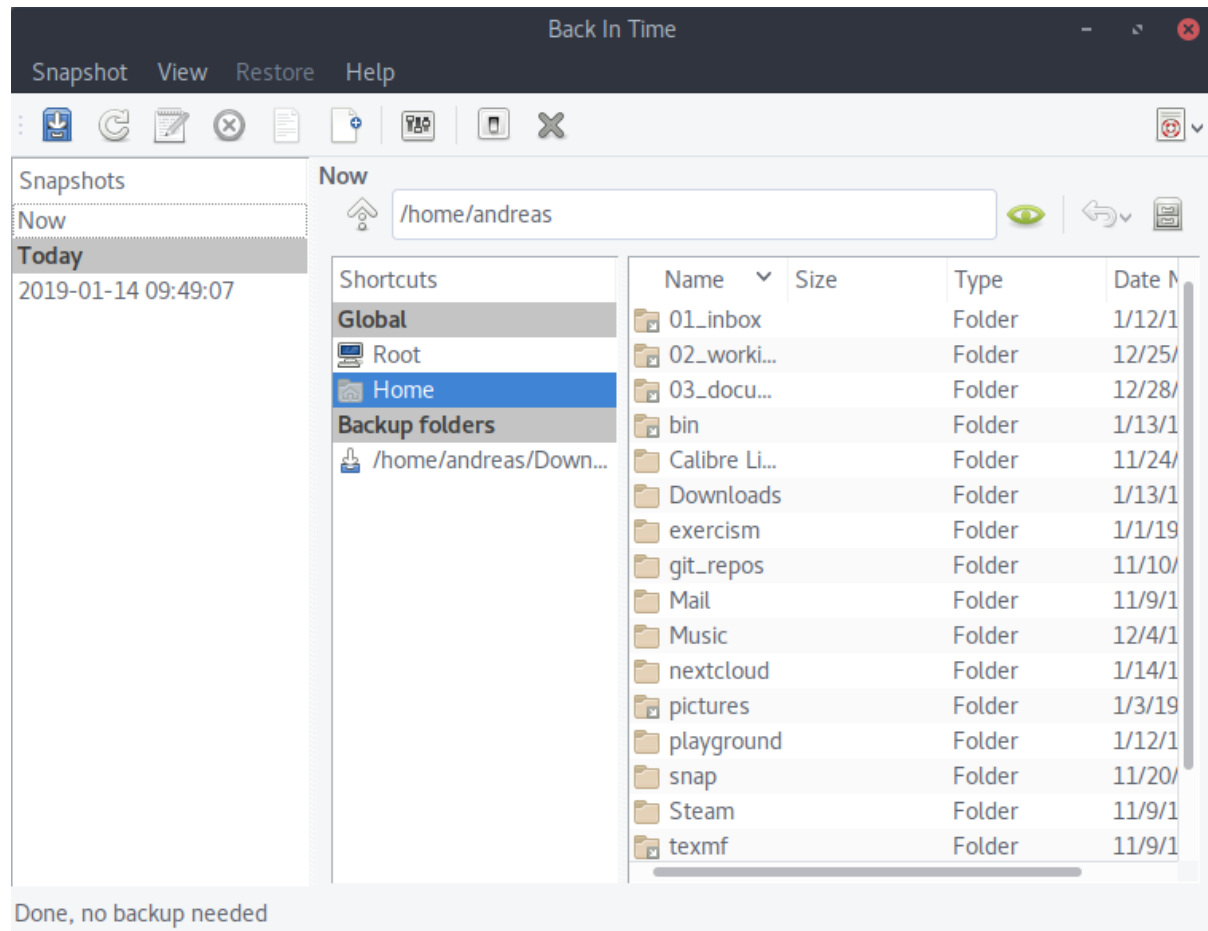 Back In Time
Snapshot View Restore Help
Snapshots
Now
Today
2019-01-14 09:49:07
Now
/home/andreas
Shortcuts
Global
Root
Home
Backup folders
/home/andreas/Down...
Name Size Type Date
01_inbox Folder 1/12/1
02_worki... Folder 12/25/
03_docu... Folder 12/28/
bin Folder 1/13/1
Calibre Li... Folder 11/24/
Downloads Folder 1/13/1
exercism Folder 1/1/19
git_repos Folder 11/10/
Mail Folder 11/9/1
Music Folder 12/4/1
nextcloud Folder 1/14/1
pictures Folder 1/3/19
playground Folder 1/12/1
snap Folder 11/20/
Steam Folder 11/9/1
texmf Folder 11/9/1
Done, no backup needed